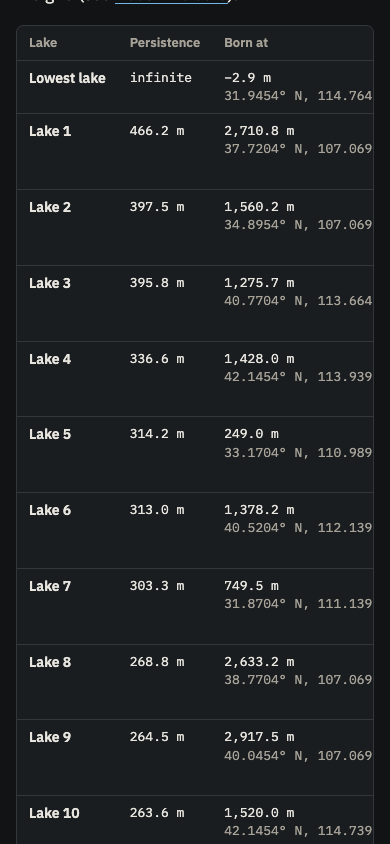 Lake Persistence Born at
Lowest lake infinite −2.9 m
31.9454° N, 114.764
Lake 1 466.2 m 2,710.8 m
37.7204° N, 107.069
Lake 2 397.5 m 1,560.2 m
34.8954° N, 107.069
Lake 3 395.8 m 1,275.7 m
40.7704° N, 113.664
Lake 4 336.6 m 1,428.0 m
42.1454° N, 113.939
Lake 5 314.2 m 249.0 m
33.1704° N, 110.989
Lake 6 313.0 m 1,378.2 m
40.5204° N, 112.139
Lake 7 303.3 m 749.5 m
31.8704° N, 111.139
Lake 8 268.8 m 2,633.2 m
38.7704° N, 107.069
Lake 9 264.5 m 2,917.5 m
40.0454° N, 107.069
Lake 10 263.6 m 1,520.0 m
42.1454° N, 114.739